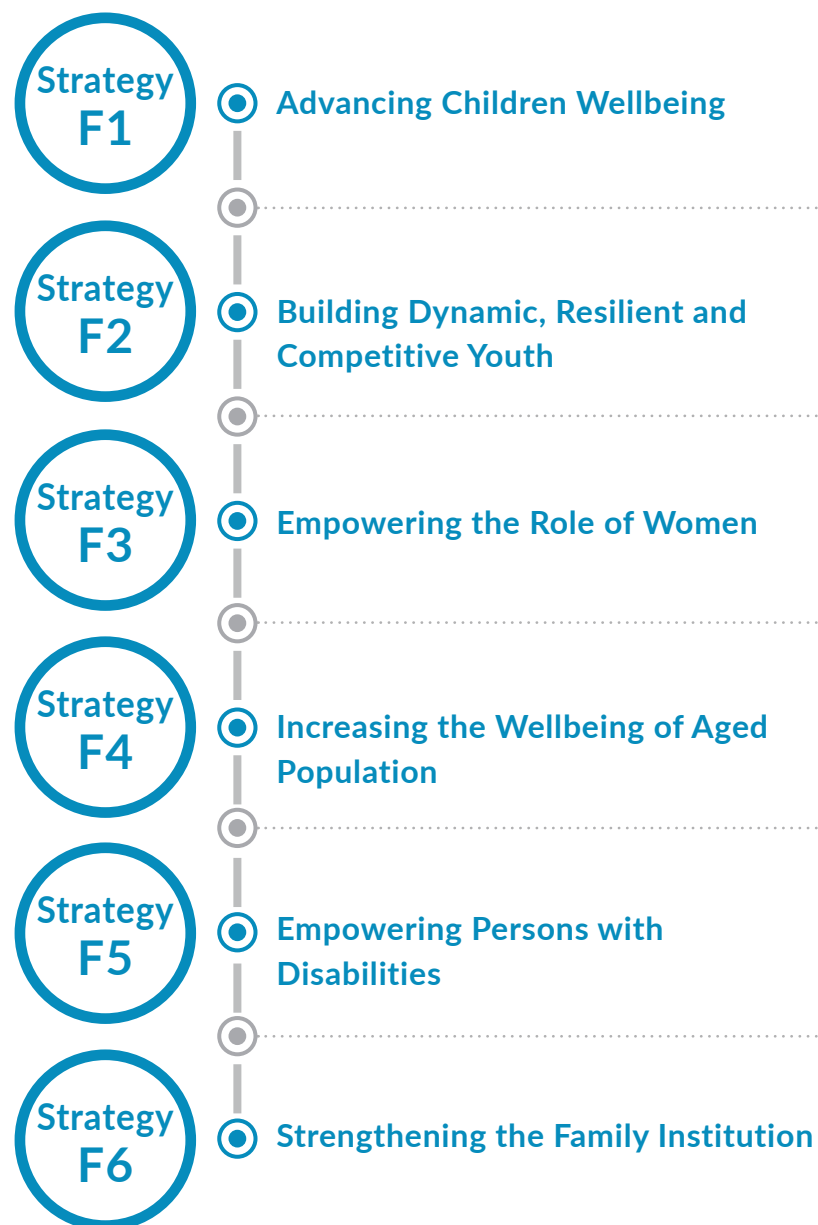 Strategy
F1
Advancing Children Wellbeing
Strategy
F2
Building Dynamic, Resilient and
Competitive Youth
Strategy
F3
Empowering the Role of Women
Strategy
F4
Increasing the Wellbeing of Aged
Population
Strategy
F5
Empowering Persons with
Disabilities
Strategy
F6
Strengthening the Family Institution